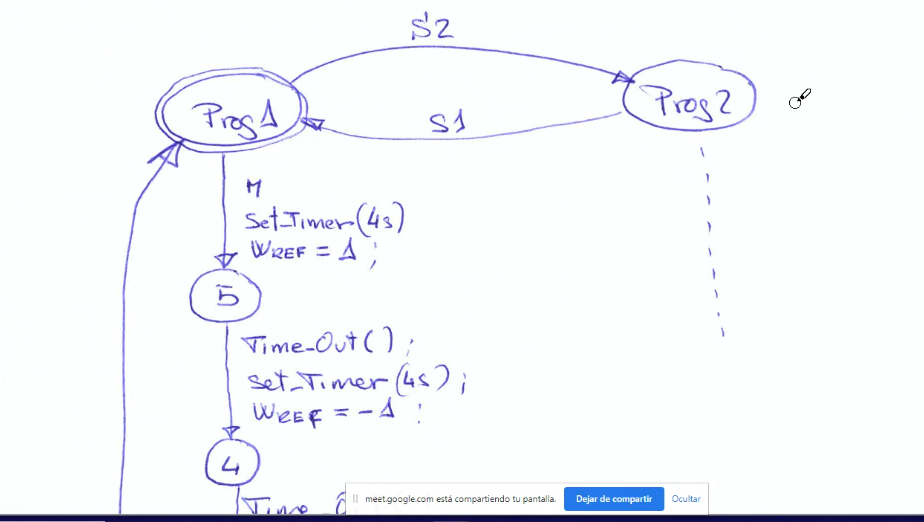 S2
Prog1
Prog2
S1
M
Set_Timer(4s)
WREF = 1 ;
5
Time_Out() ;
Set_Timer(4s) ;
WREF = -1 ;
4
Time_O
meet.google.com está compartiendo tu pantalla.
Dejar de compartir
Ocultar